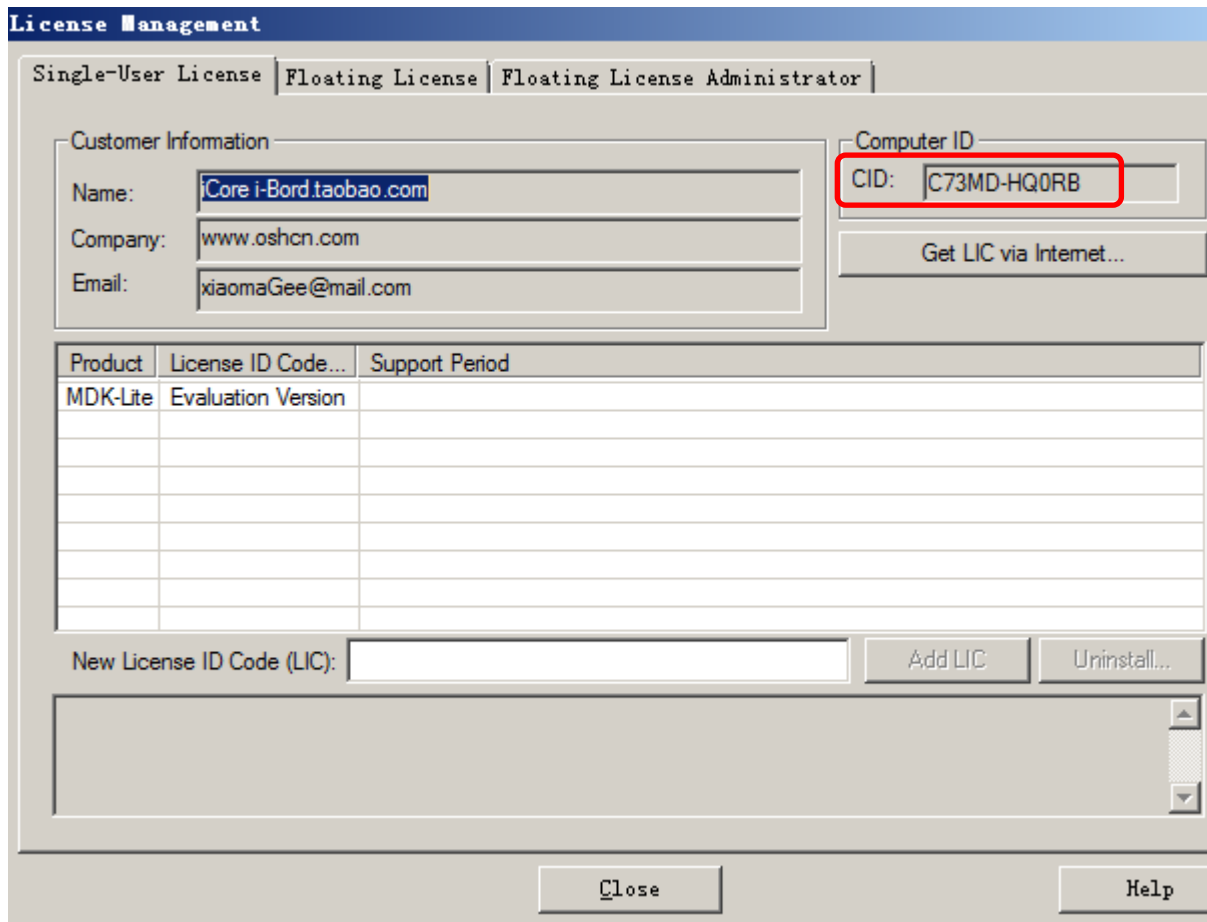 License Management
Single-User License Floating License Floating License Administrator
Customer Information
Name: iCore i-Bord.taobao.com
Company: www.oshcn.com
Email: xiaomaGee@mail.com
Computer ID
CID: C73MD-HQ0RB
Get LIC via Internet...
Product License ID Code... Support Period
MDK-Lite Evaluation Version
New License ID Code (LIC): Add LIC Uninstall...
Close Help